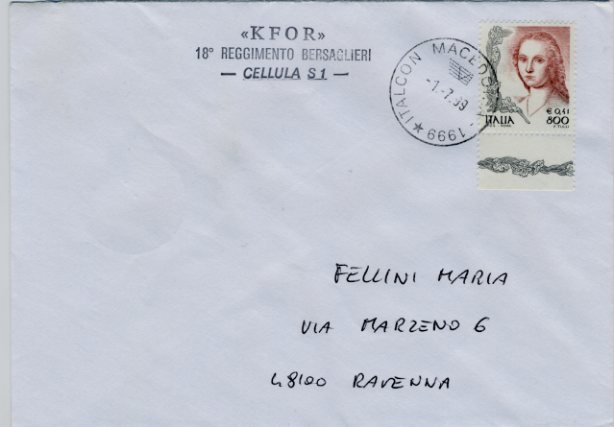 «KFOR»
18° REGGIMENTO BERSAGLIERI
— CELLULA S1 —
ITALCON MACEDONIA * 1999 *
-1.7.99
€ 0,41
ITALIA 800
FELLINI MARIA
VIA MARZENO 6
48100 RAVENNA